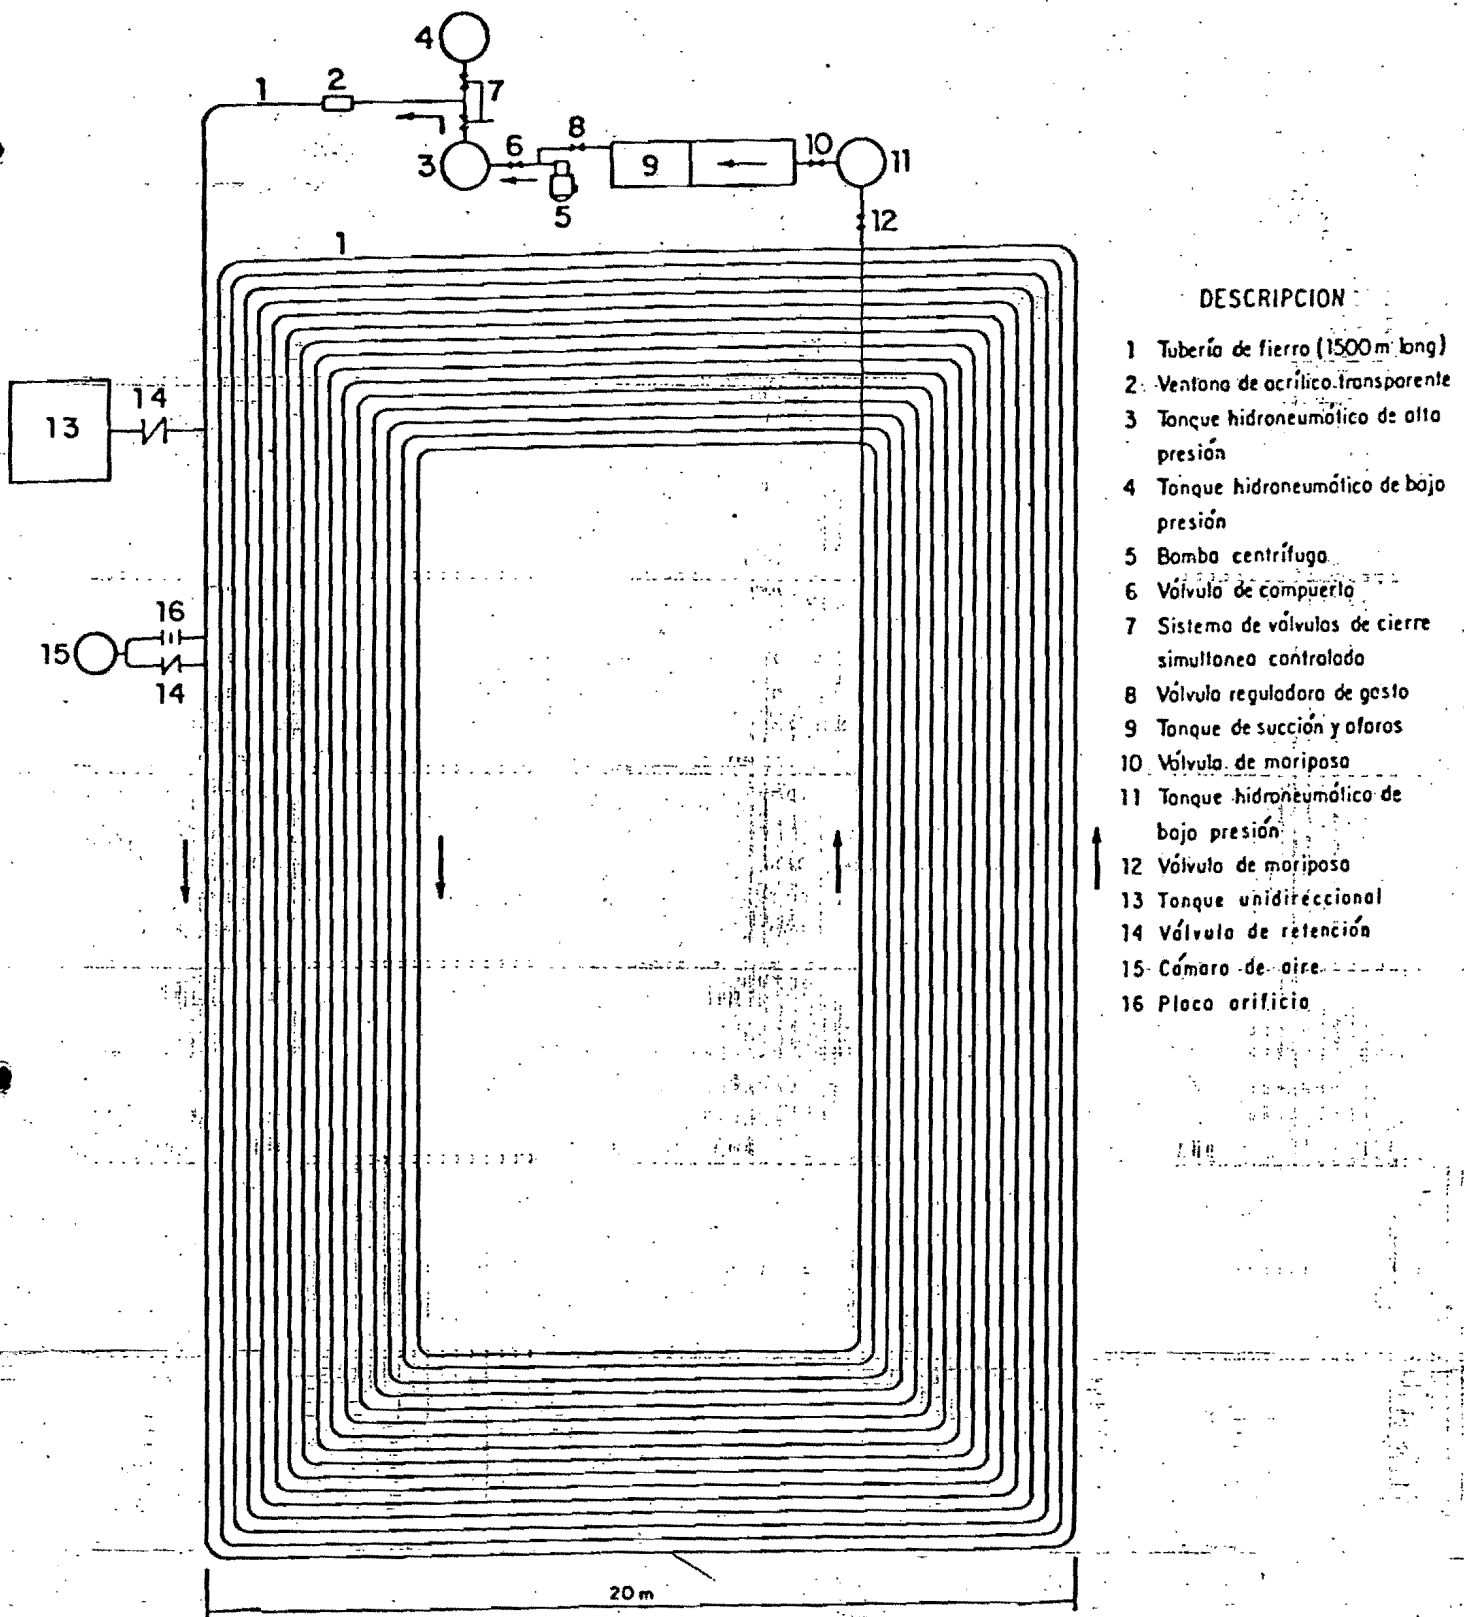 4
1
2
7
8
3
6
9
10
11
5
12
1
13
14
16
15
14
DESCRIPCION
1 Tubería de fierro (1500 m long)
2 Ventana de acrílico transparente
3 Tanque hidroneumático de alta
presión
4 Tanque hidroneumático de bajo
presión
5 Bomba centrífuga
6 Válvula de compuerta
7 Sistema de válvulas de cierre
simultaneo controlado
8 Válvula reguladora de gasto
9 Tanque de succión y aforos
10 Válvula de mariposa
11 Tanque hidroneumático de
bajo presión
12 Válvula de mariposa
13 Tanque unidireccional
14 Válvula de retención
15 Cámara de aire
16 Placa orificio
20 m